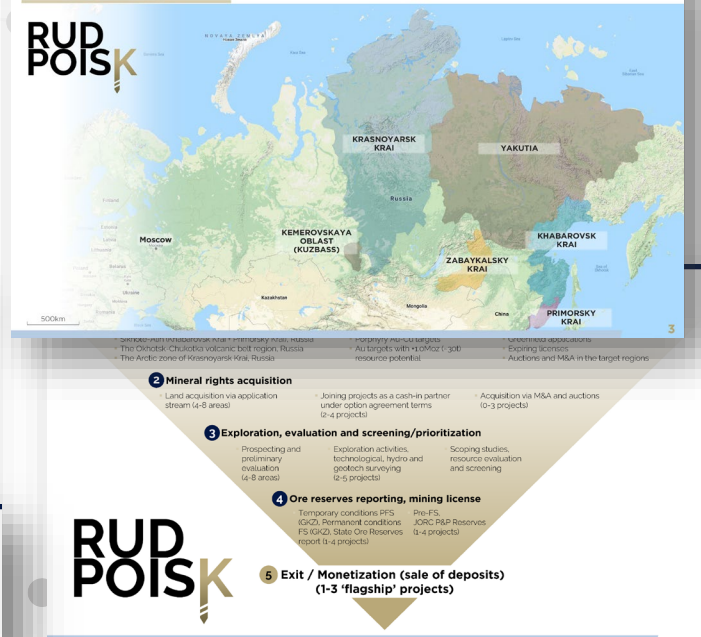 RUD
POISK
NOVAYA ZEMLYA
KRASNOYARSK
KRAI
YAKUTIA
Russia
Moscow
KEMEROVSKAYA
OBLAST
(KUZBASS)
KHABAROVSK
KRAI
ZABAYKALSKY
KRAI
Kazakhstan
Mongolia
China
PRIMORSKY
KRAI
500km
3
The Okhotsk-Chukotka volcanic belt region, Russia
The Arctic zone of Krasnoyarsk Krai, Russia
Porphyry Au-Cu targets
Au targets with +1.0Moz (~30t)
resource potential
Greenfield applications
Expiring licenses
Auctions and M&A in the target regions
2 Mineral rights acquisition
Land acquisition via application
stream (4-8 areas)
Joining projects as a cash-in partner
under option agreement terms
(2-4 projects)
Acquisition via M&A and auctions
(0-3 projects)
3 Exploration, evaluation and screening/prioritization
Prospecting and
preliminary
evaluation
(4-8 areas)
Exploration activities,
technological, hydro and
geotech surveying
(2-5 projects)
Scoping studies,
resource evaluation
and screening
4 Ore reserves reporting, mining license
Temporary conditions PFS
(GKZ), Permanent conditions
FS (GKZ), State Ore Reserves
report (1-4 projects)
Pre-FS,
JORC P&P Reserves
(1-4 projects)
RUD
POISK
5 Exit / Monetization (sale of deposits)
(1-3 'flagship' projects)